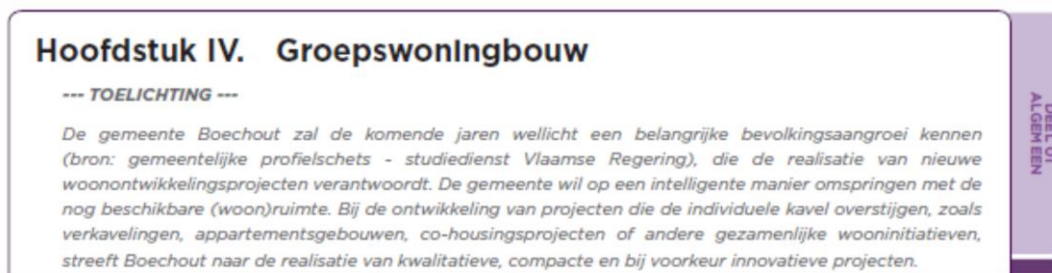 Hoofdstuk IV. Groepswoningbouw
--- TOELICHTING ---
De gemeente Boechout zal de komende jaren wellicht een belangrijke bevolkingsaangroei kennen
(bron: gemeentelijke profielschets - studiedienst Vlaamse Regering), die de realisatie van nieuwe
woonontwikkelingsprojecten verantwoordt. De gemeente wil op een intelligente manier omspringen met de
nog beschikbare (woon)ruimte. Bij de ontwikkeling van projecten die de individuele kavel overstijgen, zoals
verkavelingen, appartementsgebouwen, co-housingsprojecten of andere gezamenlijke wooninitiatieven,
streeft Boechout naar de realisatie van kwalitatieve, compacte en bij voorkeur innovatieve projecten.
DEEL 01
ALGEMEEN